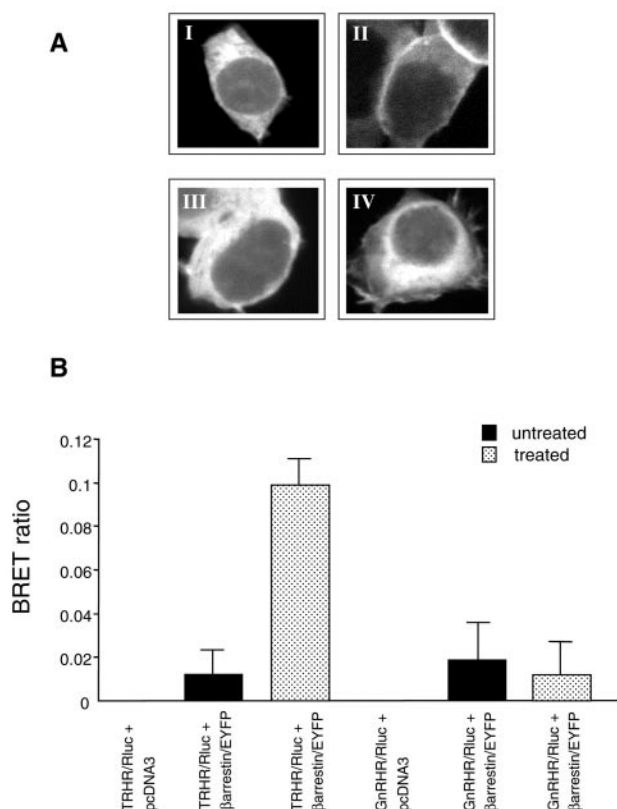 A
I
II
III
IV
B
untreated
treated
BRET ratio
0.12
0.1
0.08
0.06
0.04
0.02
0
TRHR/Rluc +
pcDNA3
TRHR/Rluc +
βarrestin/EYFP
TRHR/Rluc +
βarrestin/EYFP
GnRHR/Rluc +
pcDNA3
GnRHR/Rluc +
βarrestin/EYFP
GnRHR/Rluc +
βarrestin/EYFP